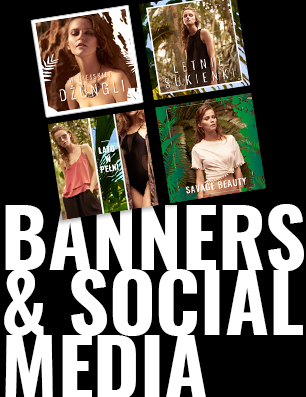 DŻUNGLI
LETNIE
SUKIENKI
LATO
W
PEŁNI
SAVAGE BEAUTY
BANNERS
& SOCIAL
MEDIA